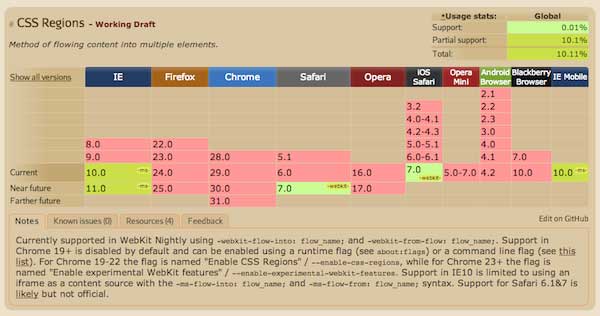 # CSS Regions - Working Draft
*Usage stats: Global
Support: 0.01%
Partial support: 10.1%
Total: 10.11%
Method of flowing content into multiple elements.
Show all versions IE Firefox Chrome Safari Opera iOS Safari Opera Mini Android Browser Blackberry Browser IE Mobile
2.1
3.2 2.2
4.0-4.1 2.3
4.2-4.3 3.0
8.0 22.0 5.0-5.1 4.0
9.0 23.0 28.0 5.1 6.0-6.1 4.1 7.0
Current 10.0 -ms- 24.0 29.0 6.0 16.0 7.0 -webkit- 5.0-7.0 4.2 10.0 10.0 -ms-
Near future 11.0 -ms- 25.0 30.0 7.0 -webkit- 17.0
Farther future 31.0
Notes Known issues (0) Resources (4) Feedback Edit on GitHub
Currently supported in WebKit Nightly using -webkit-flow-into: flow_name; and -webkit-from-flow: flow_name;. Support in
Chrome 19+ is disabled by default and can be enabled using a runtime flag (see about:flags) or a command line flag (see this
list). For Chrome 19-22 the flag is named "Enable CSS Regions" / --enable-css-regions, while for Chrome 23+ the flag is
named "Enable experimental WebKit features" / --enable-experimental-webkit-features. Support in IE10 is limited to using an
iframe as a content source with the -ms-flow-into: flow_name; and -ms-flow-from: flow_name; syntax. Support for Safari 6.1&7 is
likely but not official.